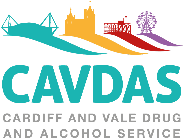 CAVDAS
CARDIFF AND VALE DRUG
AND ALCOHOL SERVICE